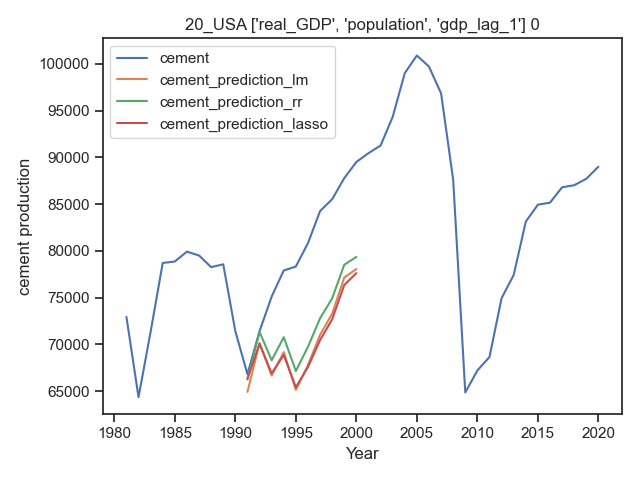 20_USA ['real_GDP', 'population', 'gdp_lag_1'] 0
cement
cement_prediction_lm
cement_prediction_rr
cement_prediction_lasso
100000
95000
90000
85000
80000
75000
70000
65000
cement production
1980 1985 1990 1995 2000 2005 2010 2015 2020
Year